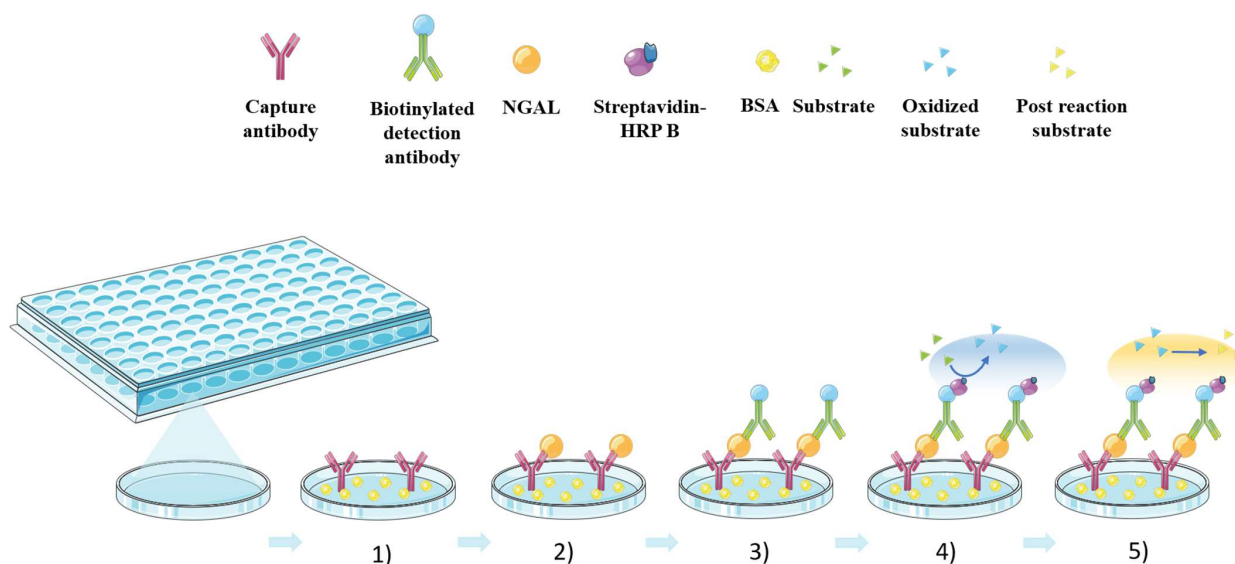 Capture
antibody
Biotinylated
detection
antibody
NGAL
Streptavidin-
HRP B
BSA
Substrate
Oxidized
substrate
Post reaction
substrate
1)
2)
3)
4)
5)